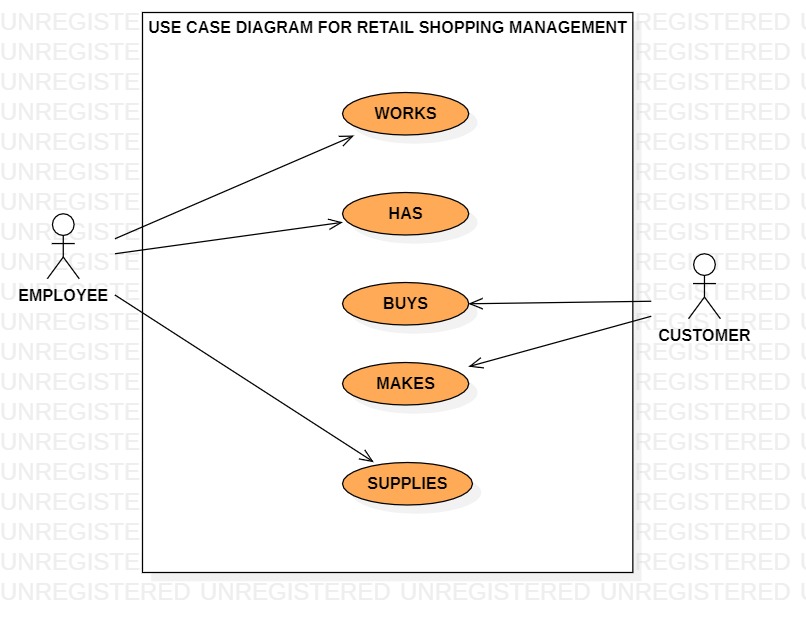 USE CASE DIAGRAM FOR RETAIL SHOPPING MANAGEMENT
WORKS
HAS
EMPLOYEE
BUYS
CUSTOMER
MAKES
SUPPLIES
UNREGISTERED UNREGISTERED UNREGISTERED UNREGISTERED